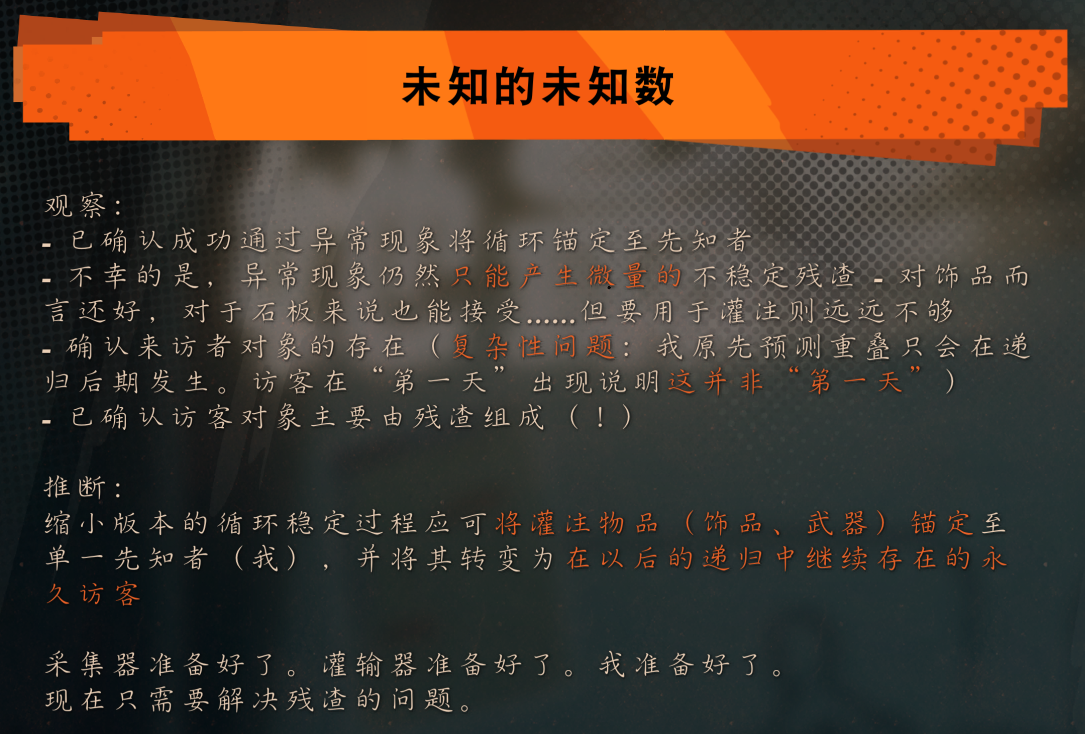 未知的未知数
观察：
- 已确认成功通过异常现象将循环锚定至先知者
- 不幸的是，异常现象仍然只能产生微量的不稳定残渣 - 对饰品而
言还好，对于石板来说也能接受……但要用于灌注则远远不够
- 确认来访者对象的存在（复杂性问题：我原先预测重叠只会在递
归后期发生。访客在“第一天”出现说明这并非“第一天”）
- 已确认访客对象主要由残渣组成（！）
推断：
缩小版本的循环稳定过程应可将灌注物品（饰品、武器）锚定至
单一先知者（我），并将其转变为在以后的递归中继续存在的永
久访客
采集器准备好了。灌输器准备好了。我准备好了。
现在只需要解决残渣的问题。